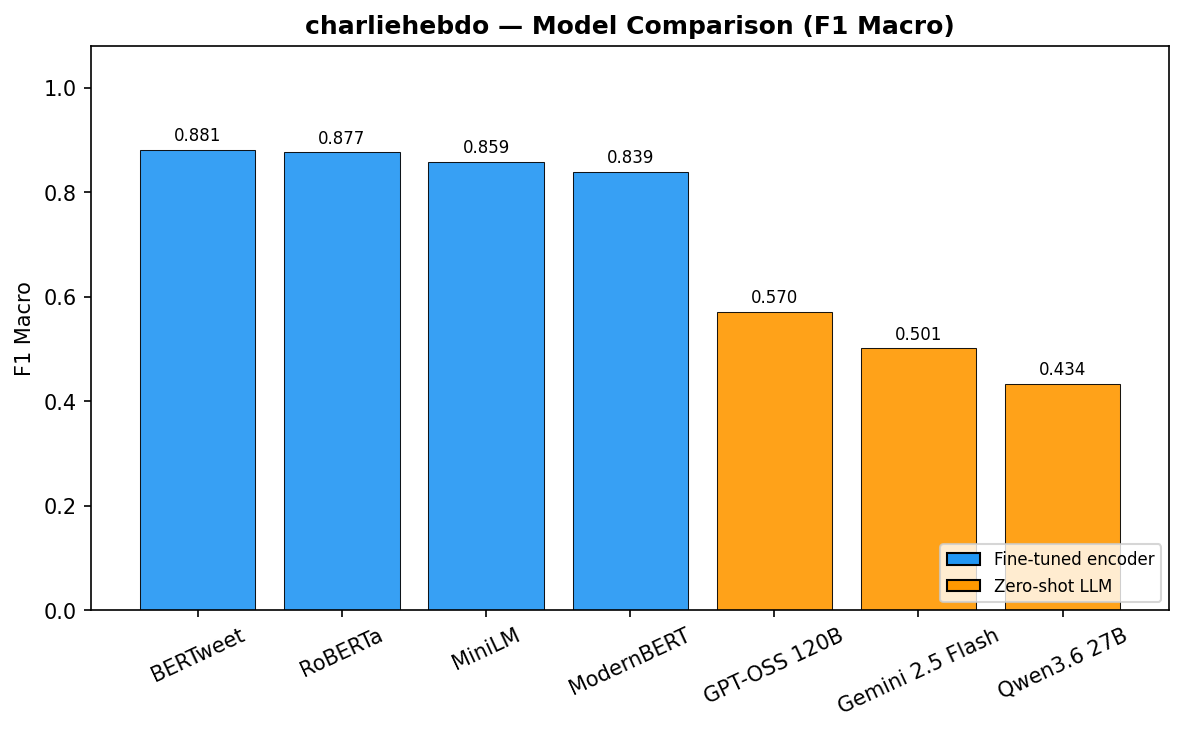 charliehebdo — Model Comparison (F1 Macro)
F1 Macro
1.0
0.8
0.6
0.4
0.2
0.0
0.881
0.877
0.859
0.839
0.570
0.501
0.434
Fine-tuned encoder
Zero-shot LLM
BERTweet
RoBERTa
MiniLM
ModernBERT
GPT-OSS 120B
Gemini 2.5 Flash
Qwen3.6 27B